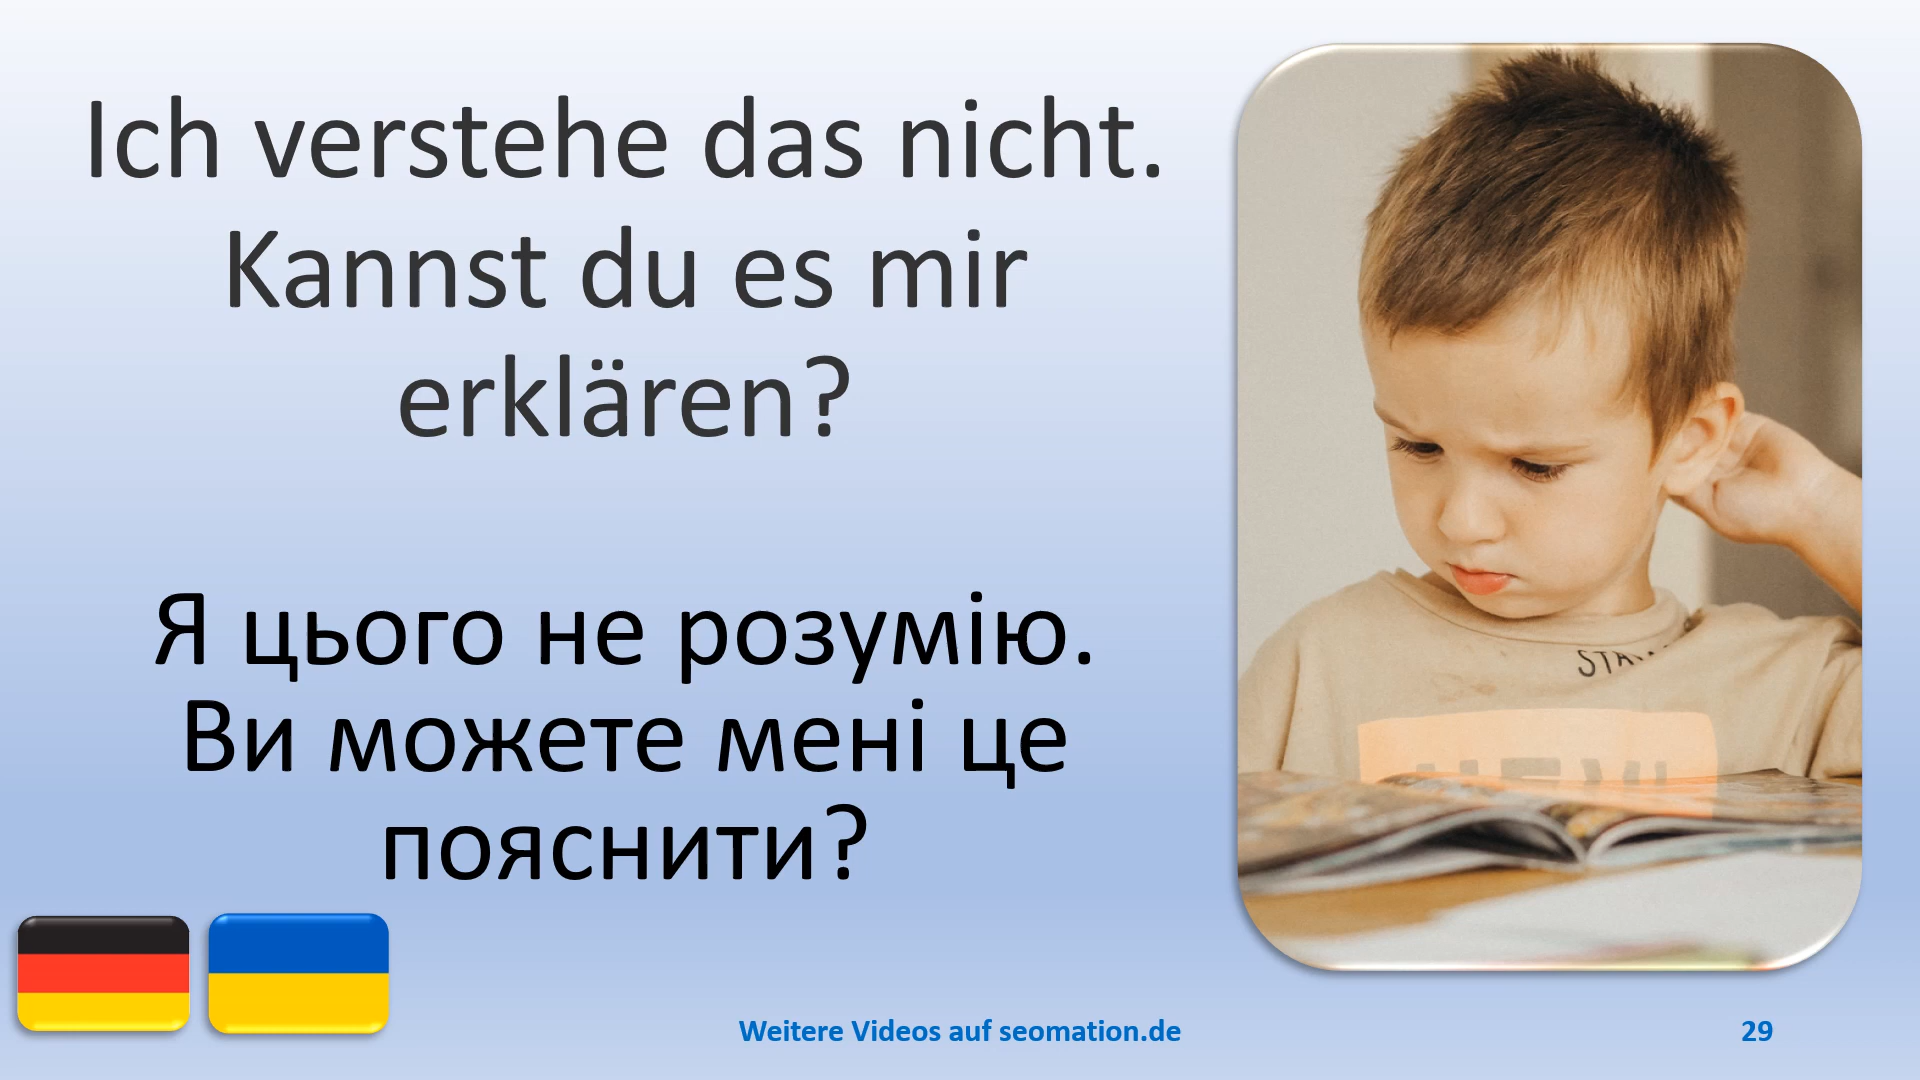 Ich verstehe das nicht.
Kannst du es mir
erklären?
Я цього не розумію.
Ви можете мені це
пояснити?
Weitere Videos auf seomation.de
29